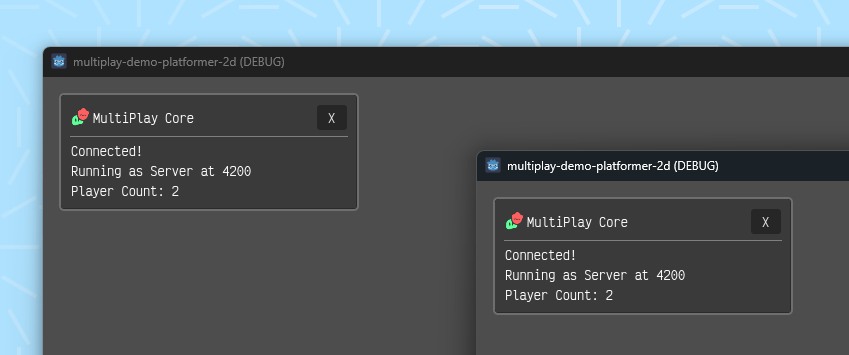 multiplay-demo-platformer-2d (DEBUG)
MultiPlay Core
X
Connected!
Running as Server at 4200
Player Count: 2
multiplay-demo-platformer-2d (DEBUG)
MultiPlay Core
X
Connected!
Running as Server at 4200
Player Count: 2